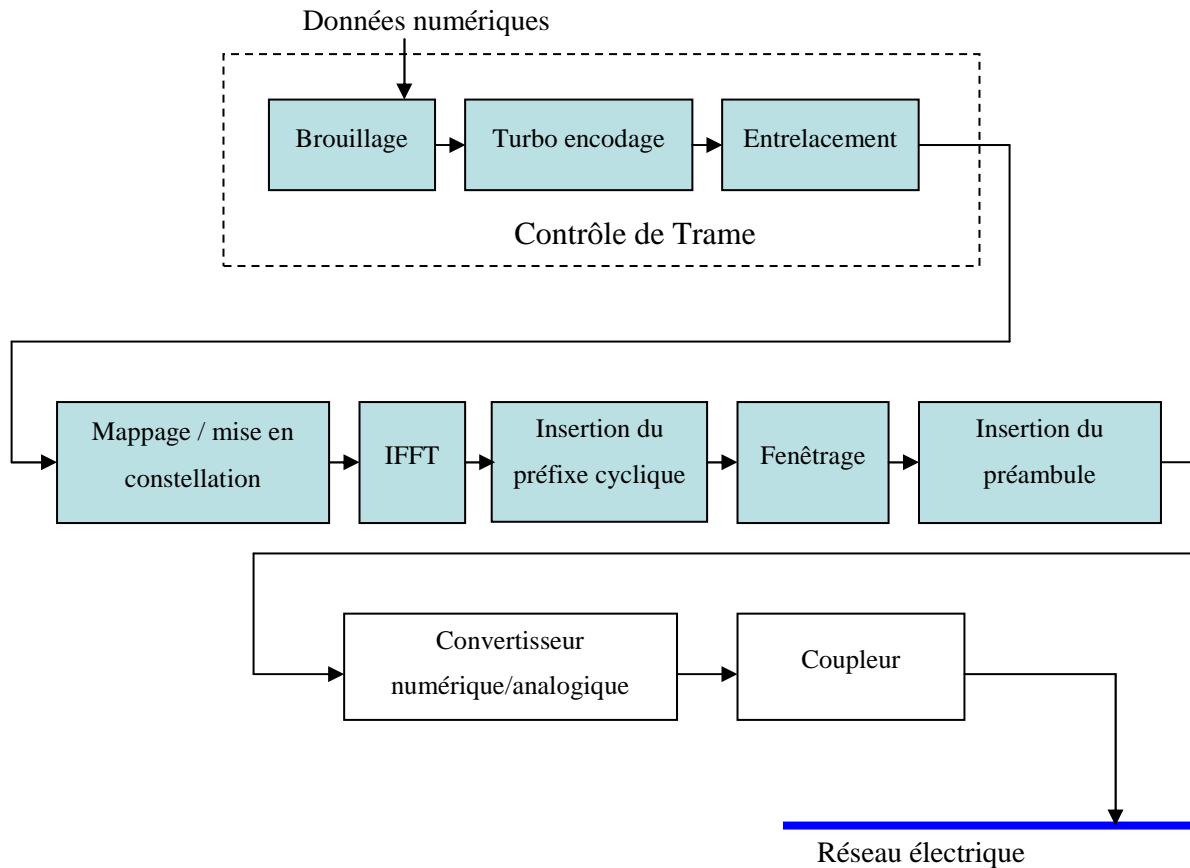 Données numériques
Brouillage
Turbo encodage
Entrelacement
Contrôle de Trame
Mappage / mise en
constellation
IFFT
Insertion du
préfixe cyclique
Fenêtrage
Insertion du
préambule
Convertisseur
numérique/analogique
Coupleur
Réseau électrique